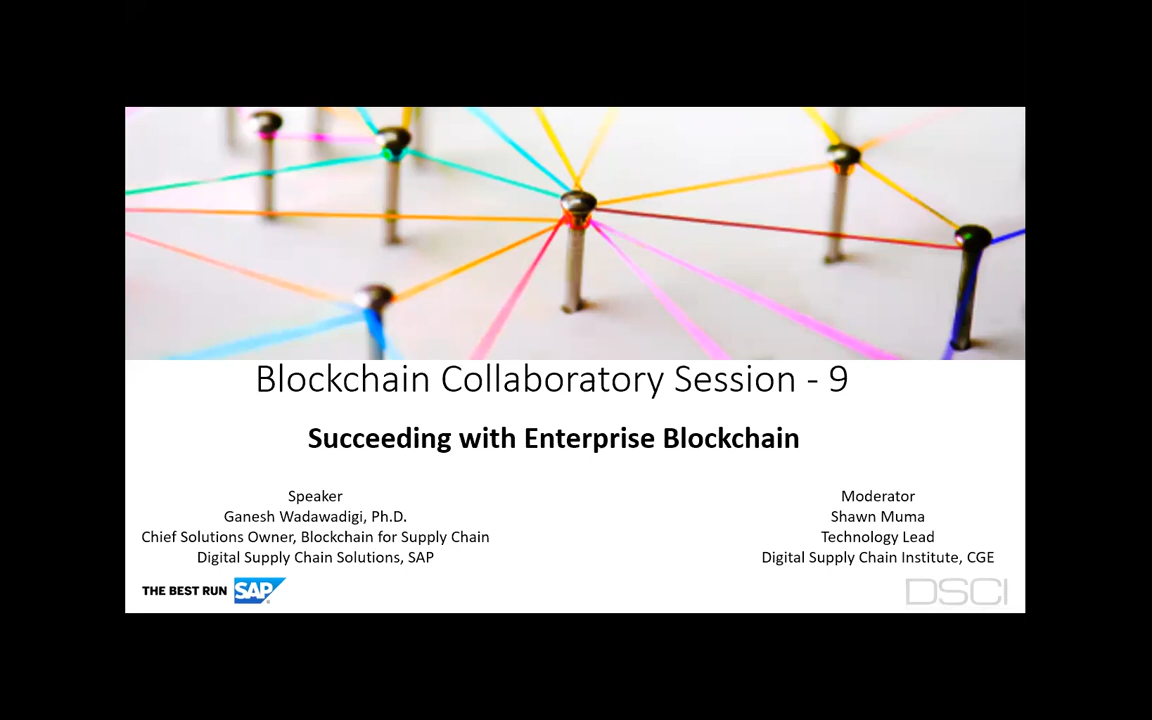 Blockchain Collaboratory Session - 9
Succeeding with Enterprise Blockchain
Speaker
Ganesh Wadawadigi, Ph.D.
Chief Solutions Owner, Blockchain for Supply Chain
Digital Supply Chain Solutions, SAP
Moderator
Shawn Muma
Technology Lead
Digital Supply Chain Institute, CGE
THE BEST RUN SAP®
DSCI